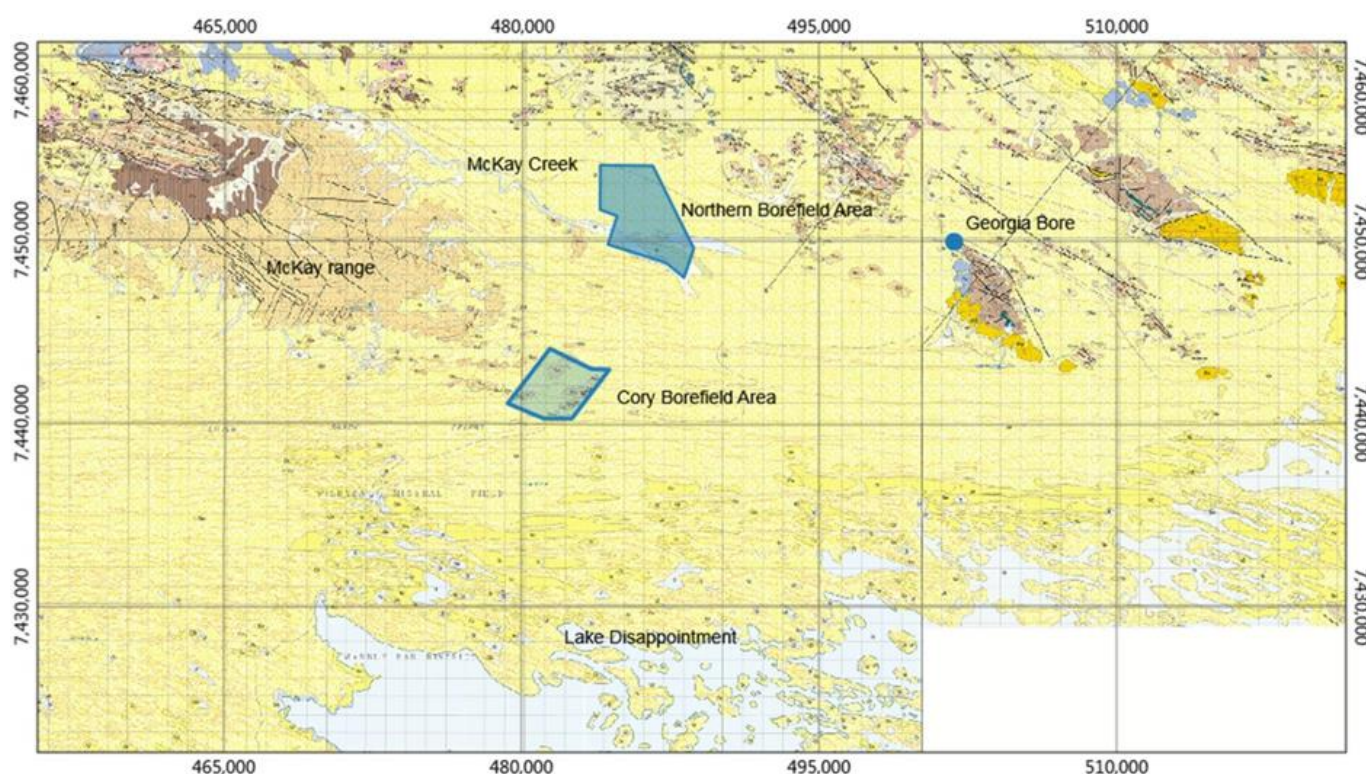 465,000 480,000 495,000 510,000
7,460,000 7,460,000
McKay Creek
Northern Borefield Area
Georgia Bore
7,450,000 7,450,000
McKay range
Cory Borefield Area
7,440,000 7,440,000
MINERAL FIELD
7,430,000 7,430,000
Lake Disappointment
465,000 480,000 495,000 510,000